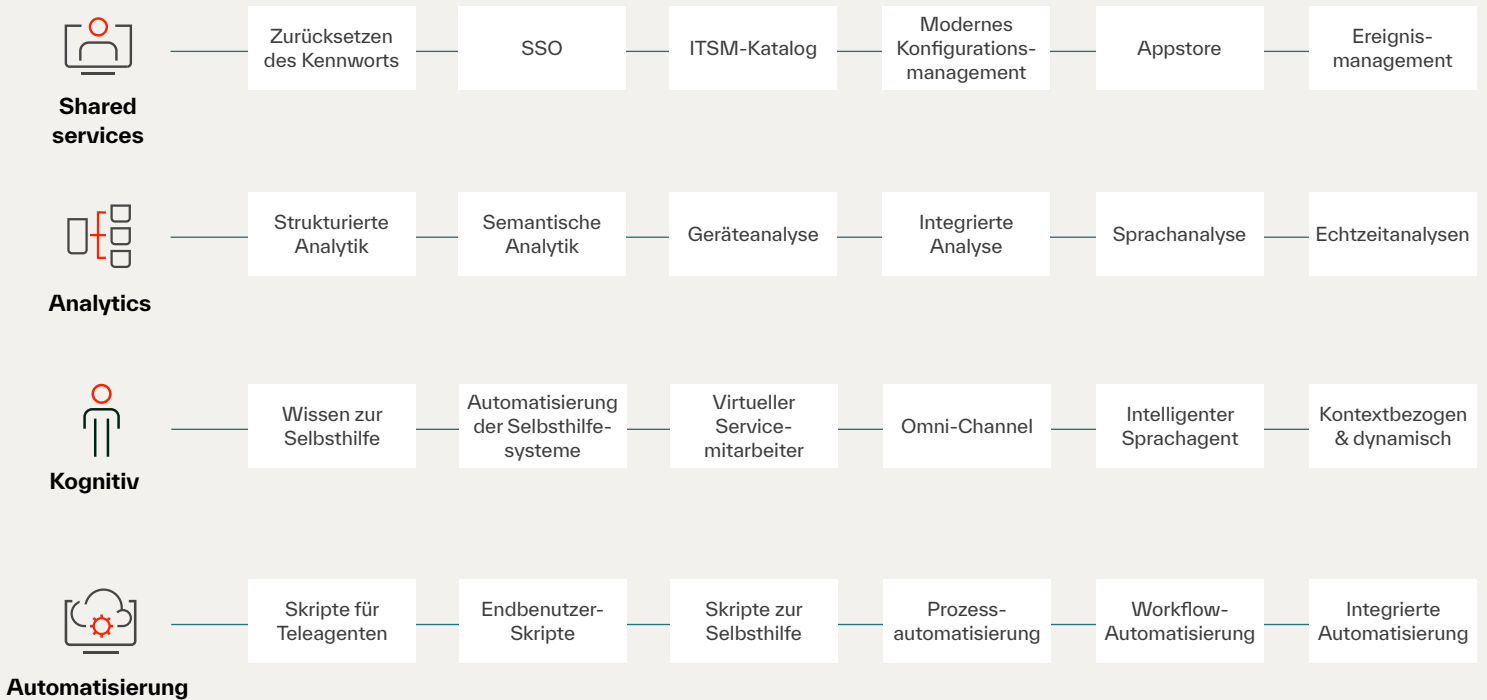 Shared
services
Zurücksetzen
des Kennworts
SSO
ITSM-Katalog
Modernes
Konfigurations-
management
Appstore
Ereignis-
management
Analytics
Strukturierte
Analytik
Semantische
Analytik
Geräteanalyse
Integrierte
Analyse
Sprachanalyse
Echtzeitanalysen
Kognitiv
Wissen zur
Selbsthilfe
Automatisierung
der Selbsthilfe-
systeme
Virtueller
Service-
mitarbeiter
Omni-Channel
Intelligenter
Sprachagent
Kontextbezogen
& dynamisch
Automatisierung
Skripte für
Teleagenten
Endbenutzer-
Skripte
Skripte zur
Selbsthilfe
Prozess-
automatisierung
Workflow-
Automatisierung
Integrierte
Automatisierung